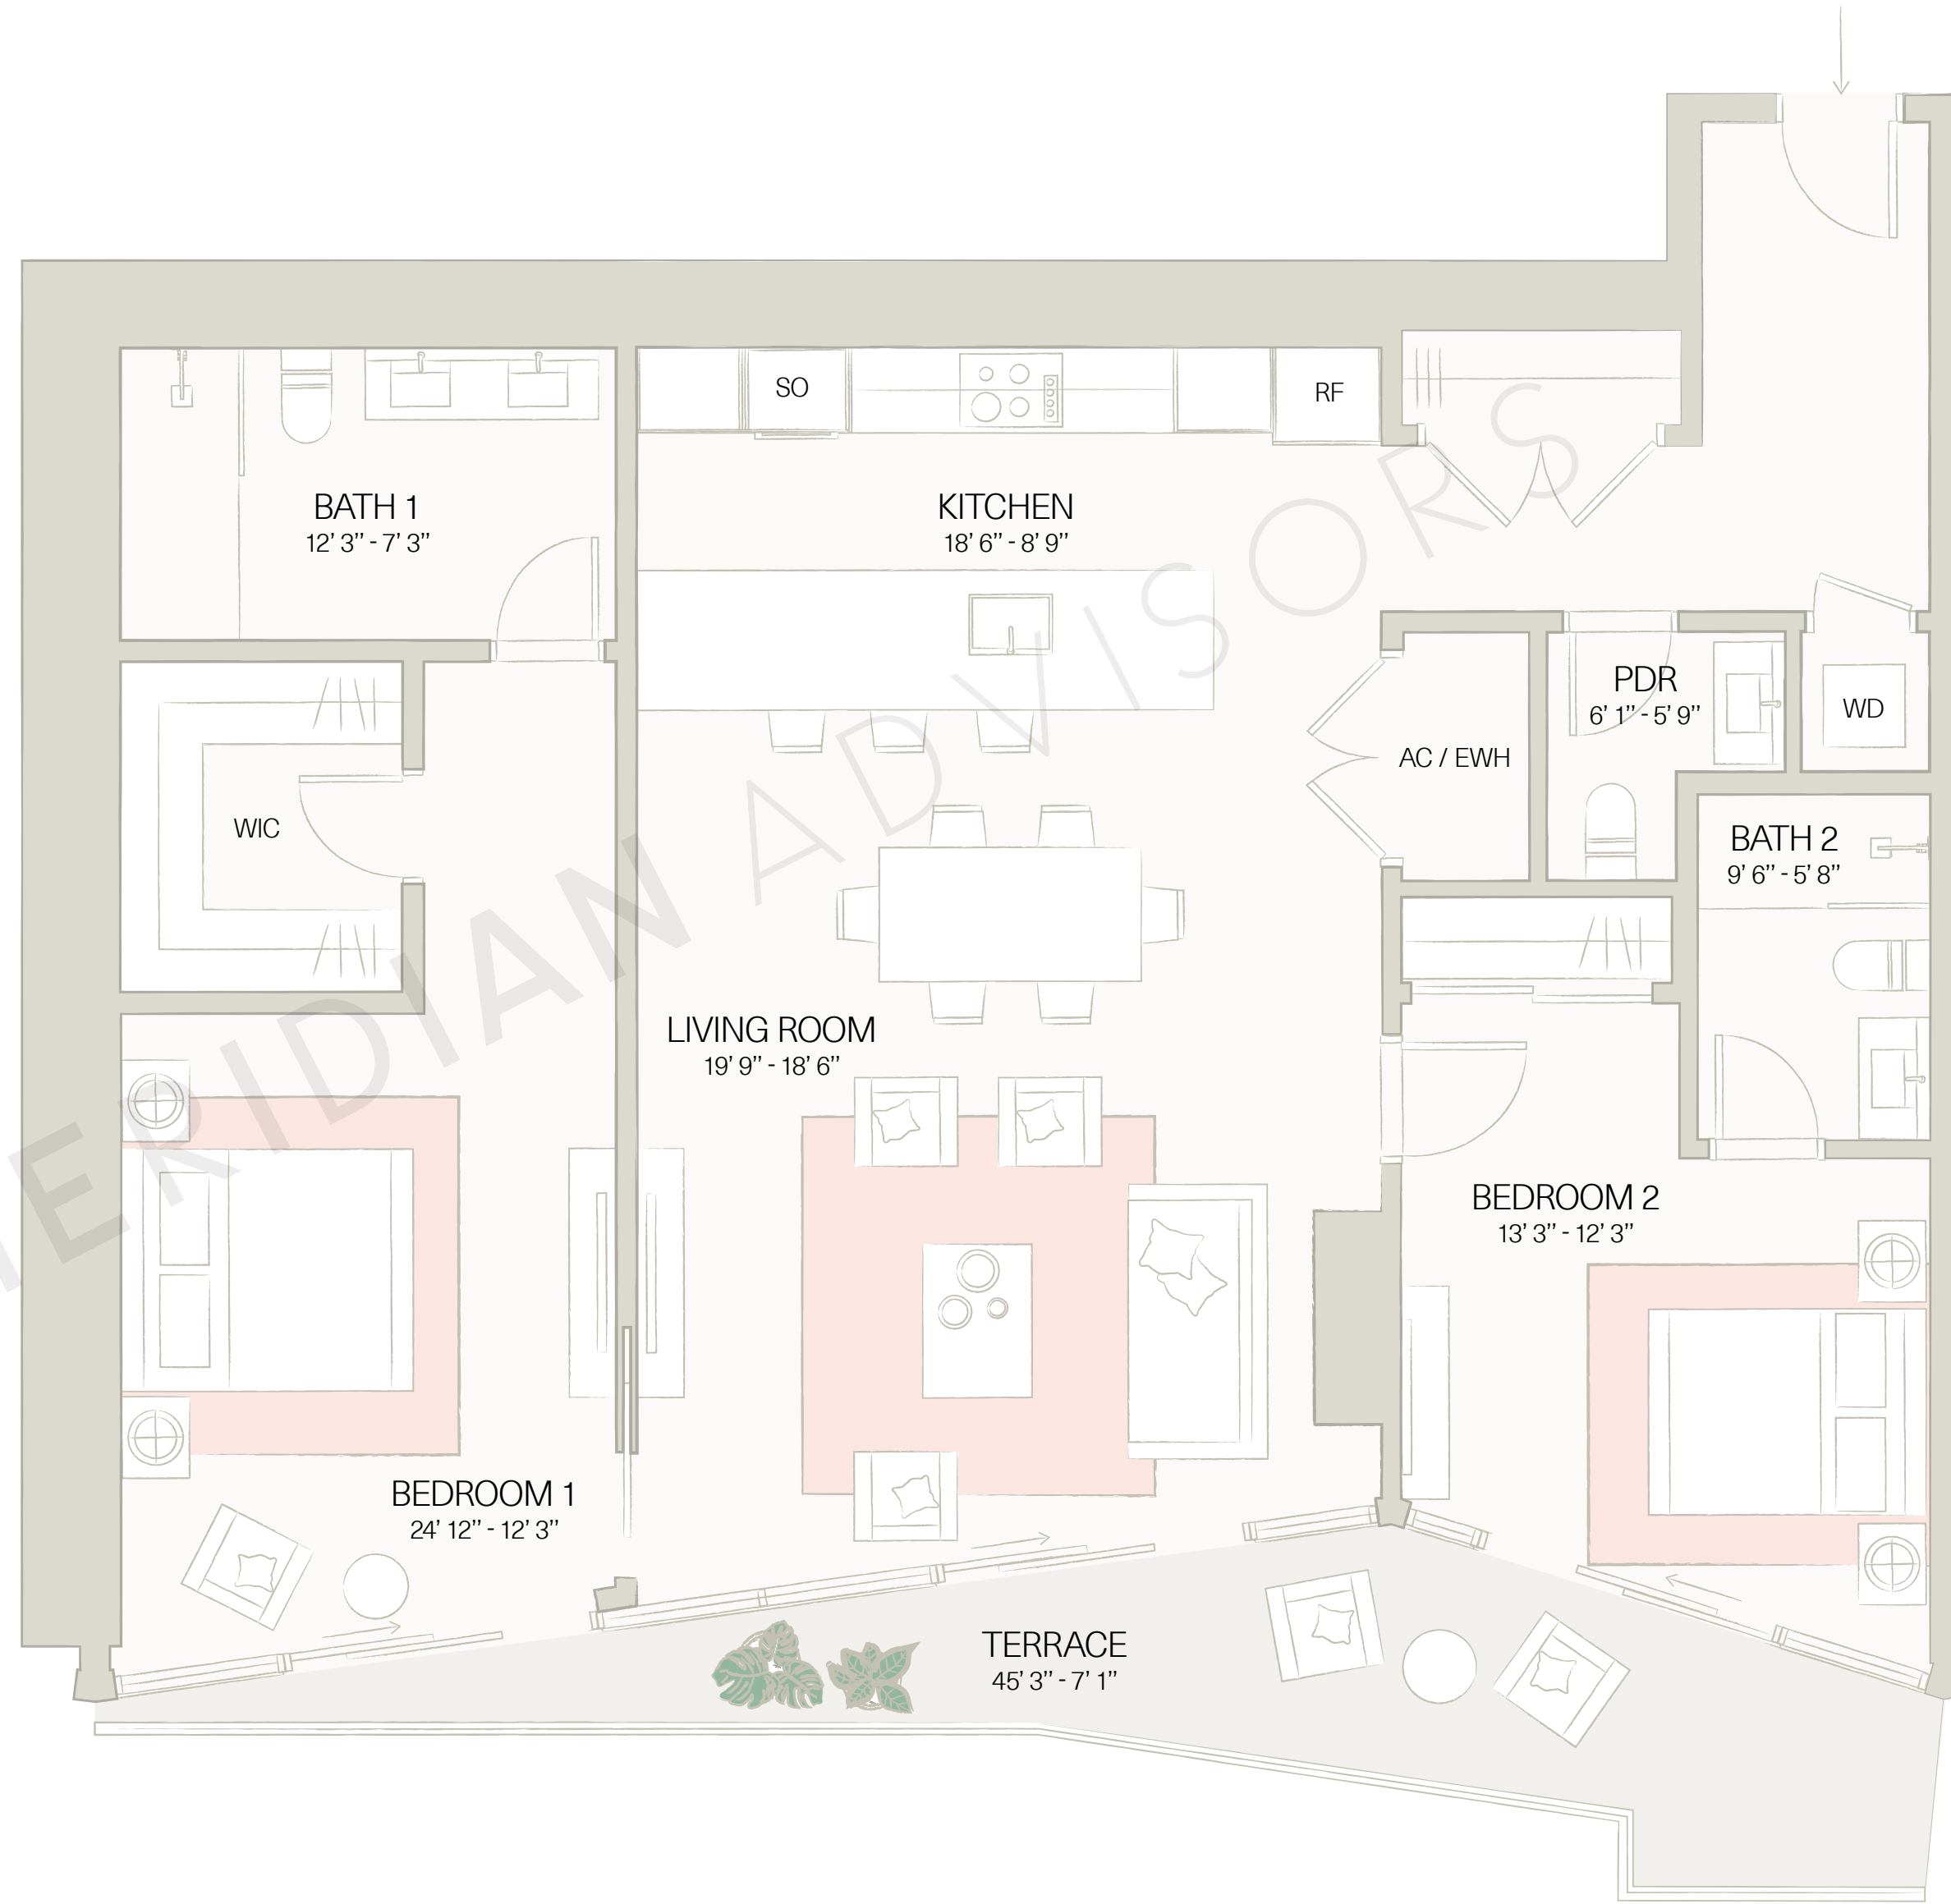 SO
RF
BATH 1
12’ 3” - 7’ 3”
KITCHEN
18’ 6” - 8’ 9”
PDR
6’ 1” - 5’ 9”
WD
AC / EWH
WIC
BATH 2
9’ 6” - 5’ 8”
LIVING ROOM
19’ 9” - 18’ 6”
BEDROOM 2
13’ 3” - 12’ 3”
BEDROOM 1
24’ 12” - 12’ 3”
TERRACE
45’ 3” - 7’ 1”
MERIDIAN ADVISORS